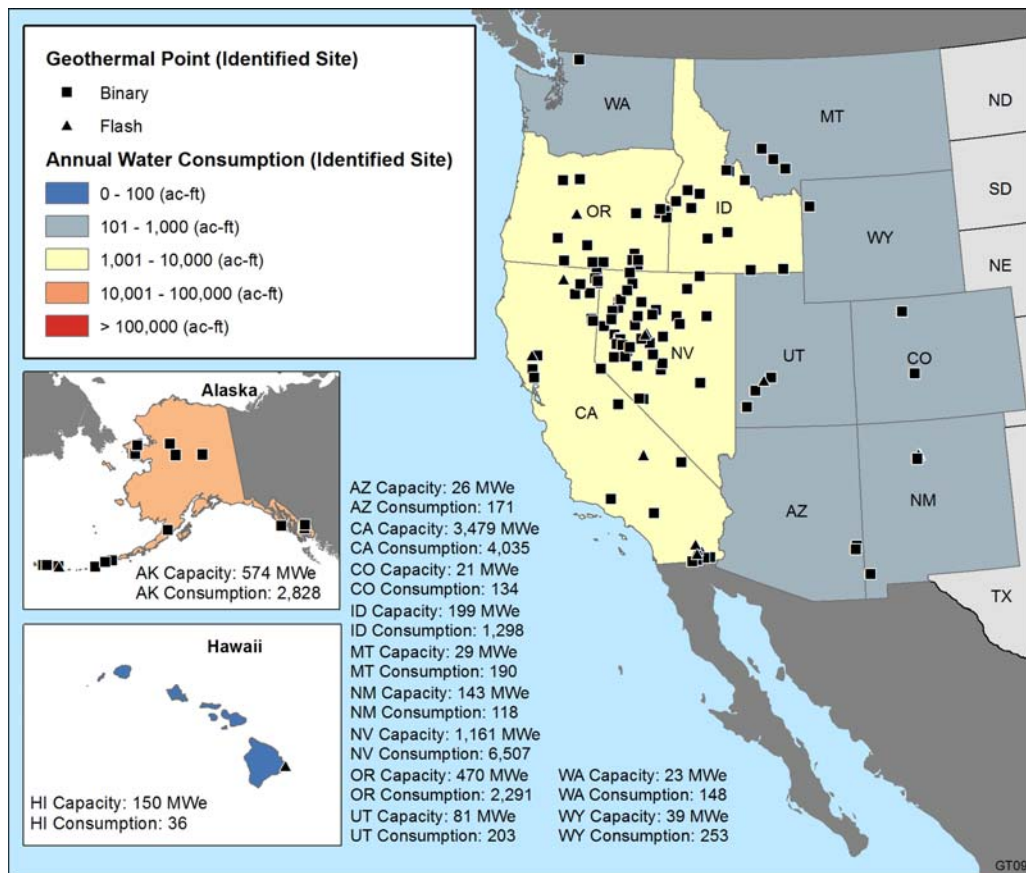 Geothermal Point (Identified Site)
Binary
Flash
Annual Water Consumption (Identified Site)
0 - 100 (ac-ft)
101 - 1,000 (ac-ft)
1,001 - 10,000 (ac-ft)
10,001 - 100,000 (ac-ft)
> 100,000 (ac-ft)
WA
MT
ND
OR
ID
SD
WY
NE
NV
UT
CO
CA
AZ
NM
TX
Alaska
AK Capacity: 574 MWe
AK Consumption: 2,828
Hawaii
HI Capacity: 150 MWe
HI Consumption: 36
AZ Capacity: 26 MWe
AZ Consumption: 171
CA Capacity: 3,479 MWe
CA Consumption: 4,035
CO Capacity: 21 MWe
CO Consumption: 134
ID Capacity: 199 MWe
ID Consumption: 1,298
MT Capacity: 29 MWe
MT Consumption: 190
NM Capacity: 143 MWe
NM Consumption: 118
NV Capacity: 1,161 MWe
NV Consumption: 6,507
OR Capacity: 470 MWe
OR Consumption: 2,291
UT Capacity: 81 MWe
UT Consumption: 203
WA Capacity: 23 MWe
WA Consumption: 148
WY Capacity: 39 MWe
WY Consumption: 253
GT09